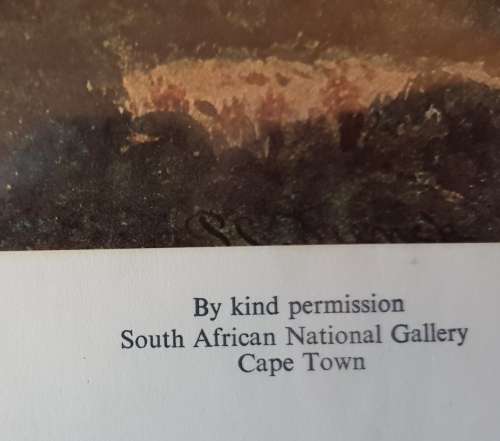 By kind permission
South African National Gallery
Cape Town